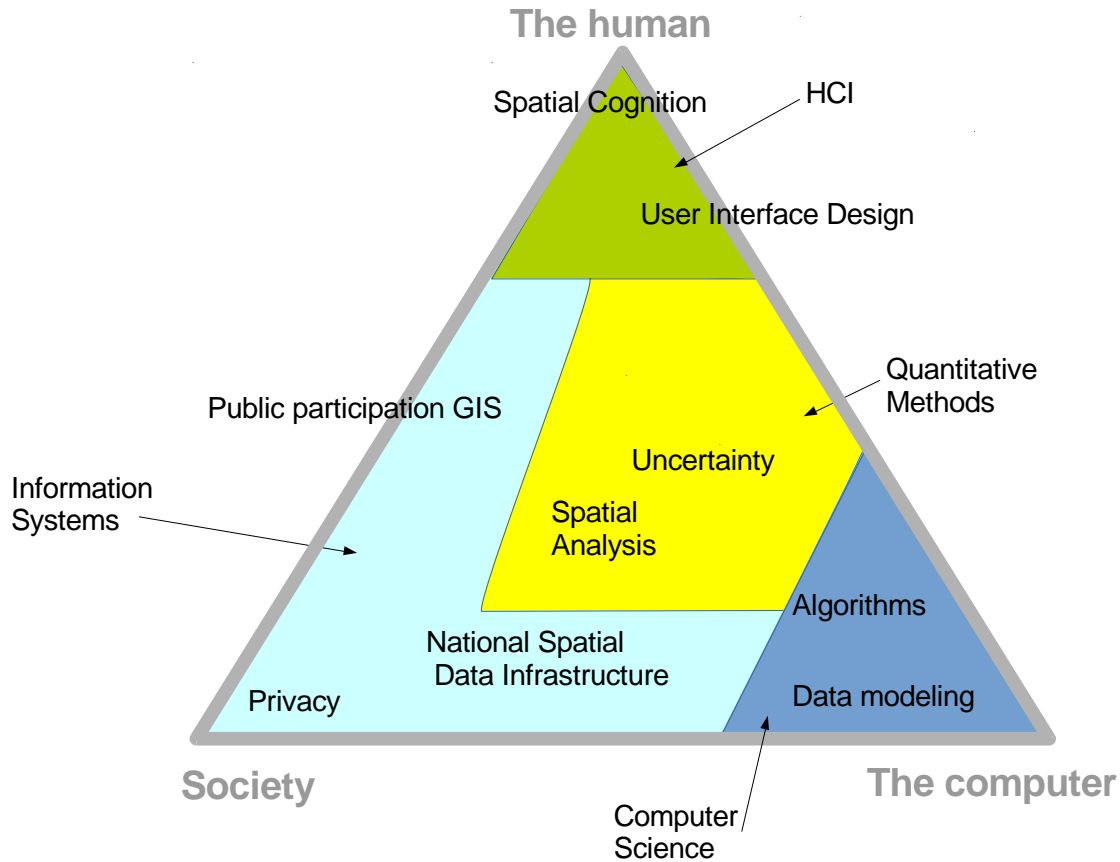 The human
Spatial Cognition
HCI
User Interface Design
Quantitative
Methods
Public participation GIS
Uncertainty
Information
Systems
Spatial
Analysis
Algorithms
National Spatial
Data Infrastructure
Privacy
Data modeling
Society
The computer
Computer
Science